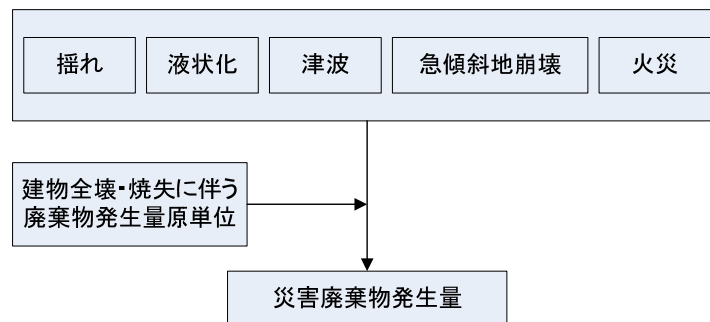 揺れ
液状化
津波
急傾斜地崩壊
火災
建物全壊・焼失に伴う
廃棄物発生量原単位
災害廃棄物発生量